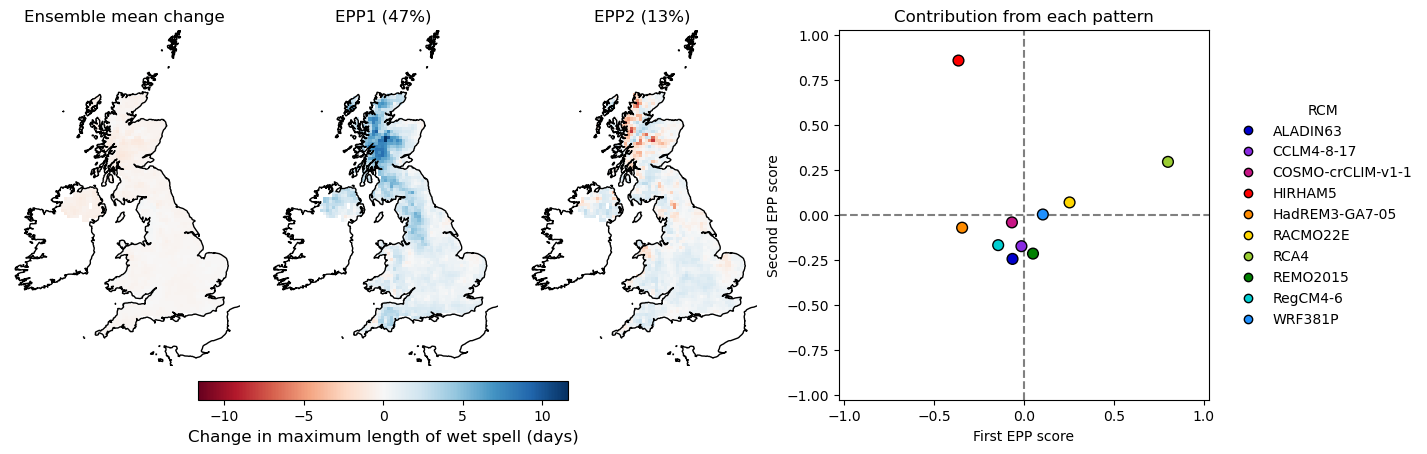 Ensemble mean change
EPP1 (47%)
EPP2 (13%)
−10 −5 0 5 10
Change in maximum length of wet spell (days)
Contribution from each pattern
Second EPP score
1.00
0.75
0.50
0.25
0.00
−0.25
−0.50
−0.75
−1.00
−1.0 −0.5 0.0 0.5 1.0
First EPP score
RCM
ALADIN63
CCLM4-8-17
COSMO-crCLIM-v1-1
HIRHAM5
HadREM3-GA7-05
RACMO22E
RCA4
REMO2015
RegCM4-6
WRF381P